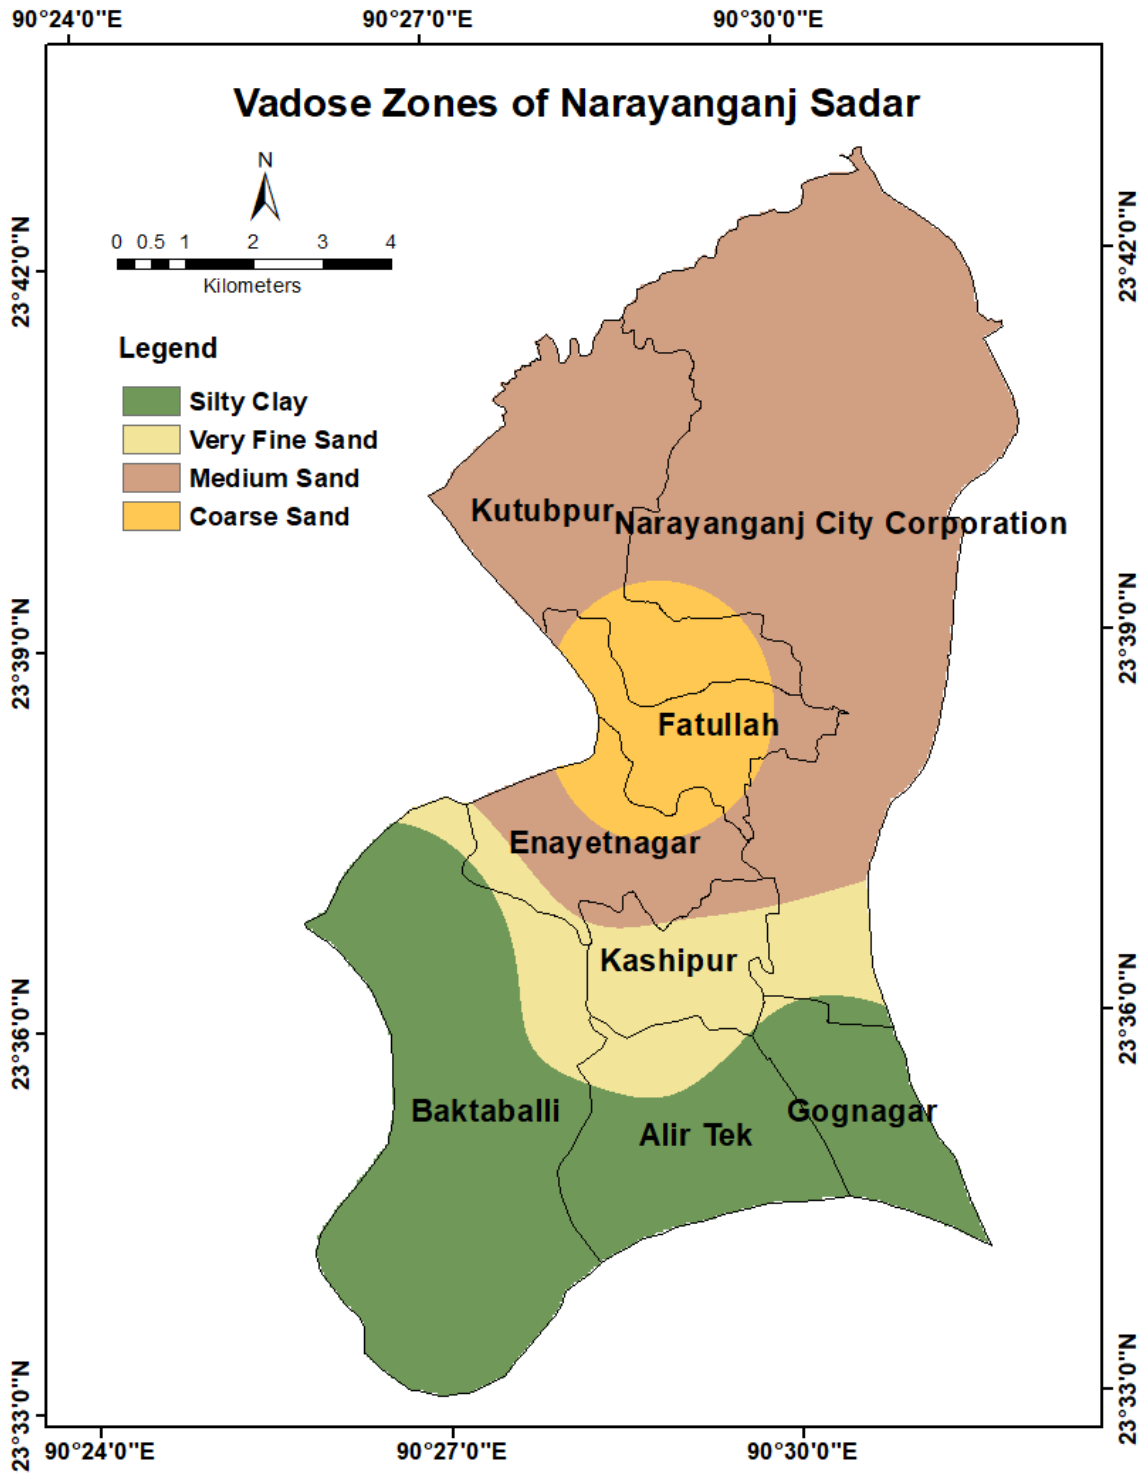 90°24'0"E 90°27'0"E 90°30'0"E
Vadose Zones of Narayanganj Sadar
N
0 0.5 1 2 3 4
Kilometers
23°42'0"N 23°42'0"N
Legend
Silty Clay
Very Fine Sand
Medium Sand
Coarse Sand
Kutubpur
Narayanganj City Corporation
23°39'0"N 23°39'0"N
Fatullah
Enayetnagar
Kashipur
23°36'0"N 23°36'0"N
Baktaballi
Gognagar
Alir Tek
23°33'0"N 23°33'0"N
90°24'0"E 90°27'0"E 90°30'0"E